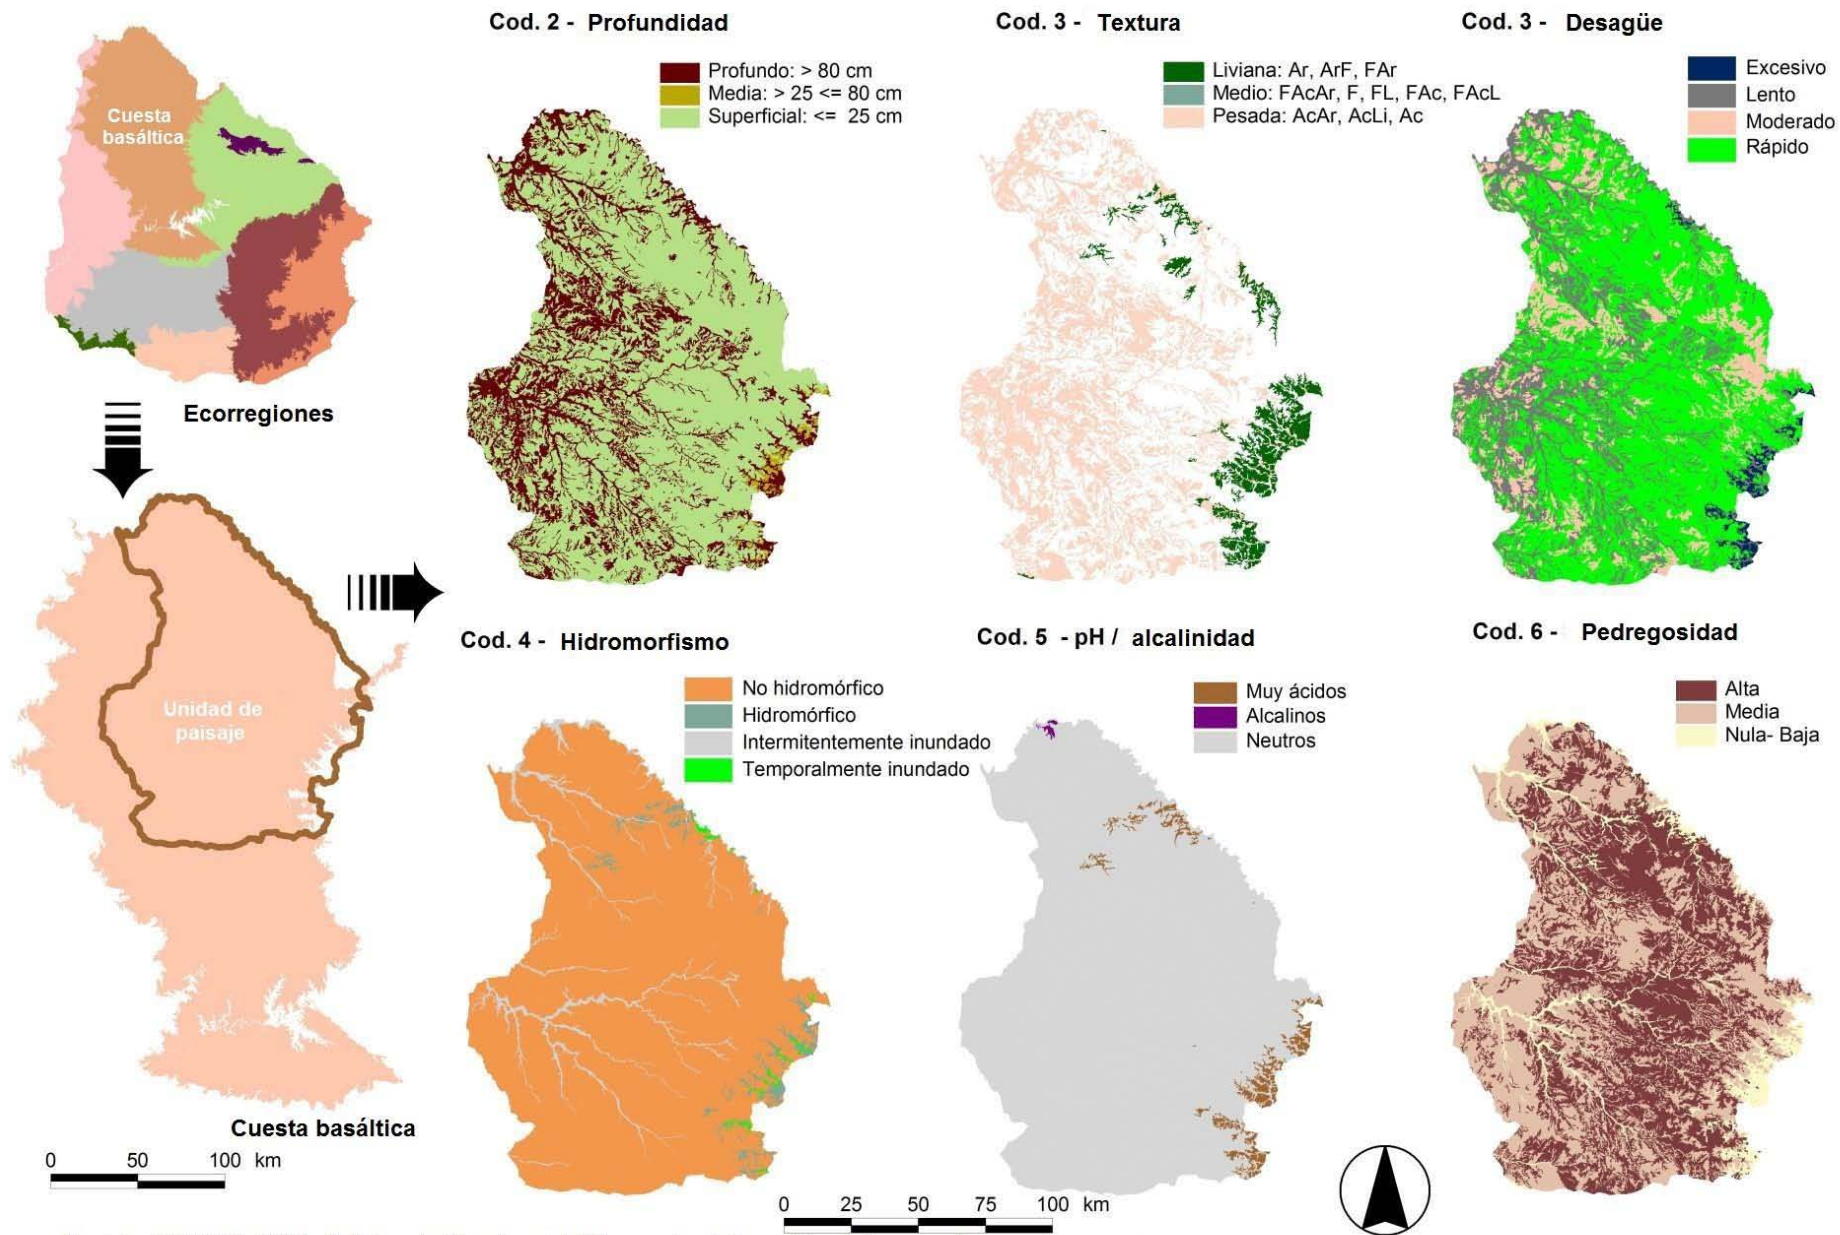 Cuesta
basáltica
Ecorregiones
Cod. 2 - Profundidad
Profundo: > 80 cm
Media: > 25 <= 80 cm
Superficial: <= 25 cm
Cod. 3 - Textura
Liviana: Ar, ArF, FAr
Medio: FAcAr, F, FL, FAc, FAcL
Pesada: AcAr, AcLi, Ac
Cod. 3 - Desagüe
Excesivo
Lento
Moderado
Rápido
Unidad de
paisaje
Cuesta basáltica
0 50 100 km
Cod. 4 - Hidromorfismo
No hidromórfico
Hidromórfico
Intermitentemente inundado
Temporalmente inundado
Cod. 5 - pH / alcalinidad
Muy ácidos
Alcalinos
Neutros
Cod. 6 - Pedregosidad
Alta
Media
Nula- Baja
0 25 50 75 100 km